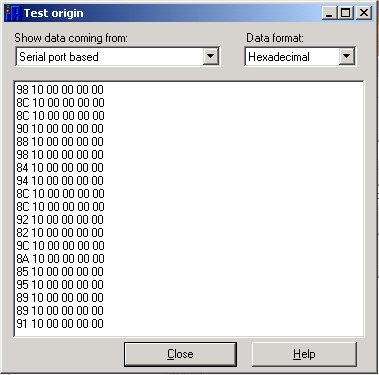 Test origin
Show data coming from:
Data format:
Serial port based
Hexadecimal
98 10 00 00 00 00
8C 10 00 00 00 00
8C 10 00 00 00 00
90 10 00 00 00 00
88 10 00 00 00 00
98 10 00 00 00 00
84 10 00 00 00 00
94 10 00 00 00 00
8C 10 00 00 00 00
8C 10 00 00 00 00
92 10 00 00 00 00
82 10 00 00 00 00
9C 10 00 00 00 00
8A 10 00 00 00 00
85 10 00 00 00 00
95 10 00 00 00 00
89 10 00 00 00 00
89 10 00 00 00 00
91 10 00 00 00 00
Close
Help